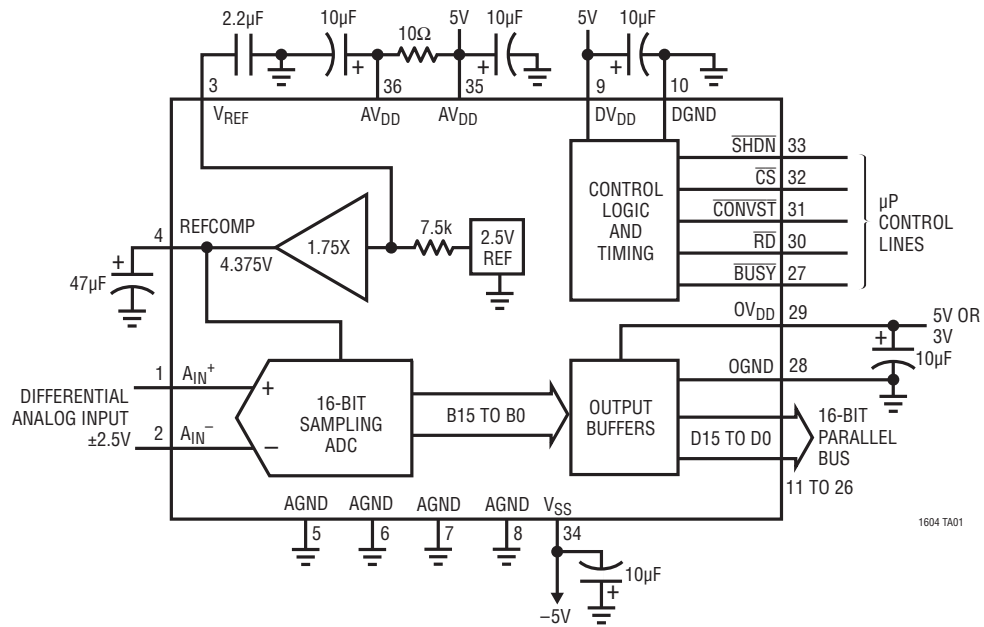 2.2µF
10µF
10Ω
5V
10µF
5V
10µF
+
+
+
3
36
35
9
10
VREF
AVDD
AVDD
DVDD
DGND
SHDN
33
CS
32
CONVST
31
RD
30
BUSY
27
µP
CONTROL
LINES
CONTROL
LOGIC
AND
TIMING
4
REFCOMP
4.375V
1.75X
7.5k
2.5V
REF
+
47µF
OVDD
29
5V OR
3V
+
10µF
OGND
28
DIFFERENTIAL
ANALOG INPUT
±2.5V
1
AIN+
2
AIN−
+
−
16-BIT
SAMPLING
ADC
B15 TO B0
OUTPUT
BUFFERS
D15 TO D0
16-BIT
PARALLEL
BUS
11 TO 26
AGND
AGND
AGND
AGND
VSS
5
6
7
8
34
10µF
+
−5V
1604 TA01